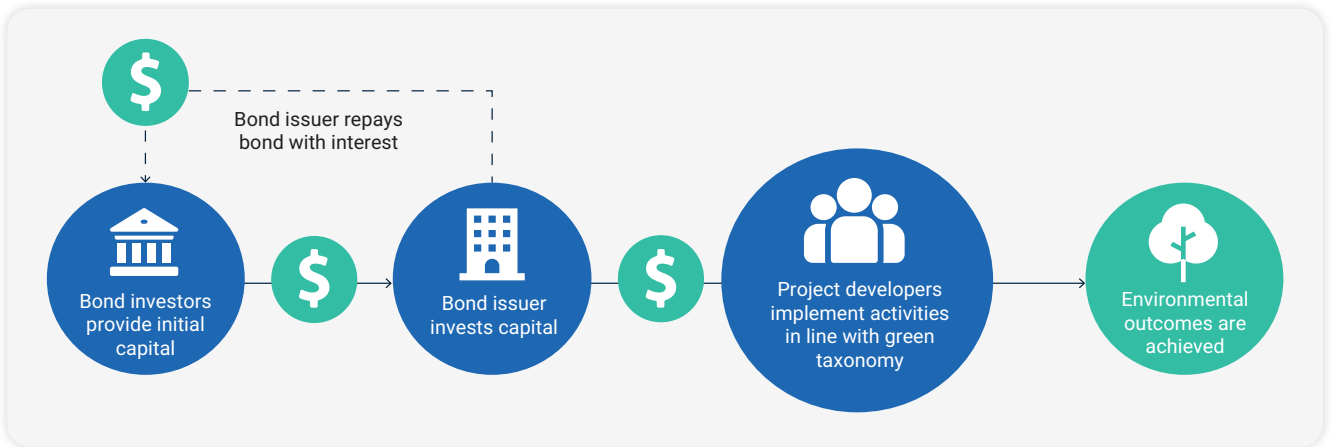 $
Bond issuer repays
bond with interest
Bond investors
provide initial
capital
$
Bond issuer
invests capital
$
Project developers
implement activities
in line with green
taxonomy
Environmental
outcomes are
achieved